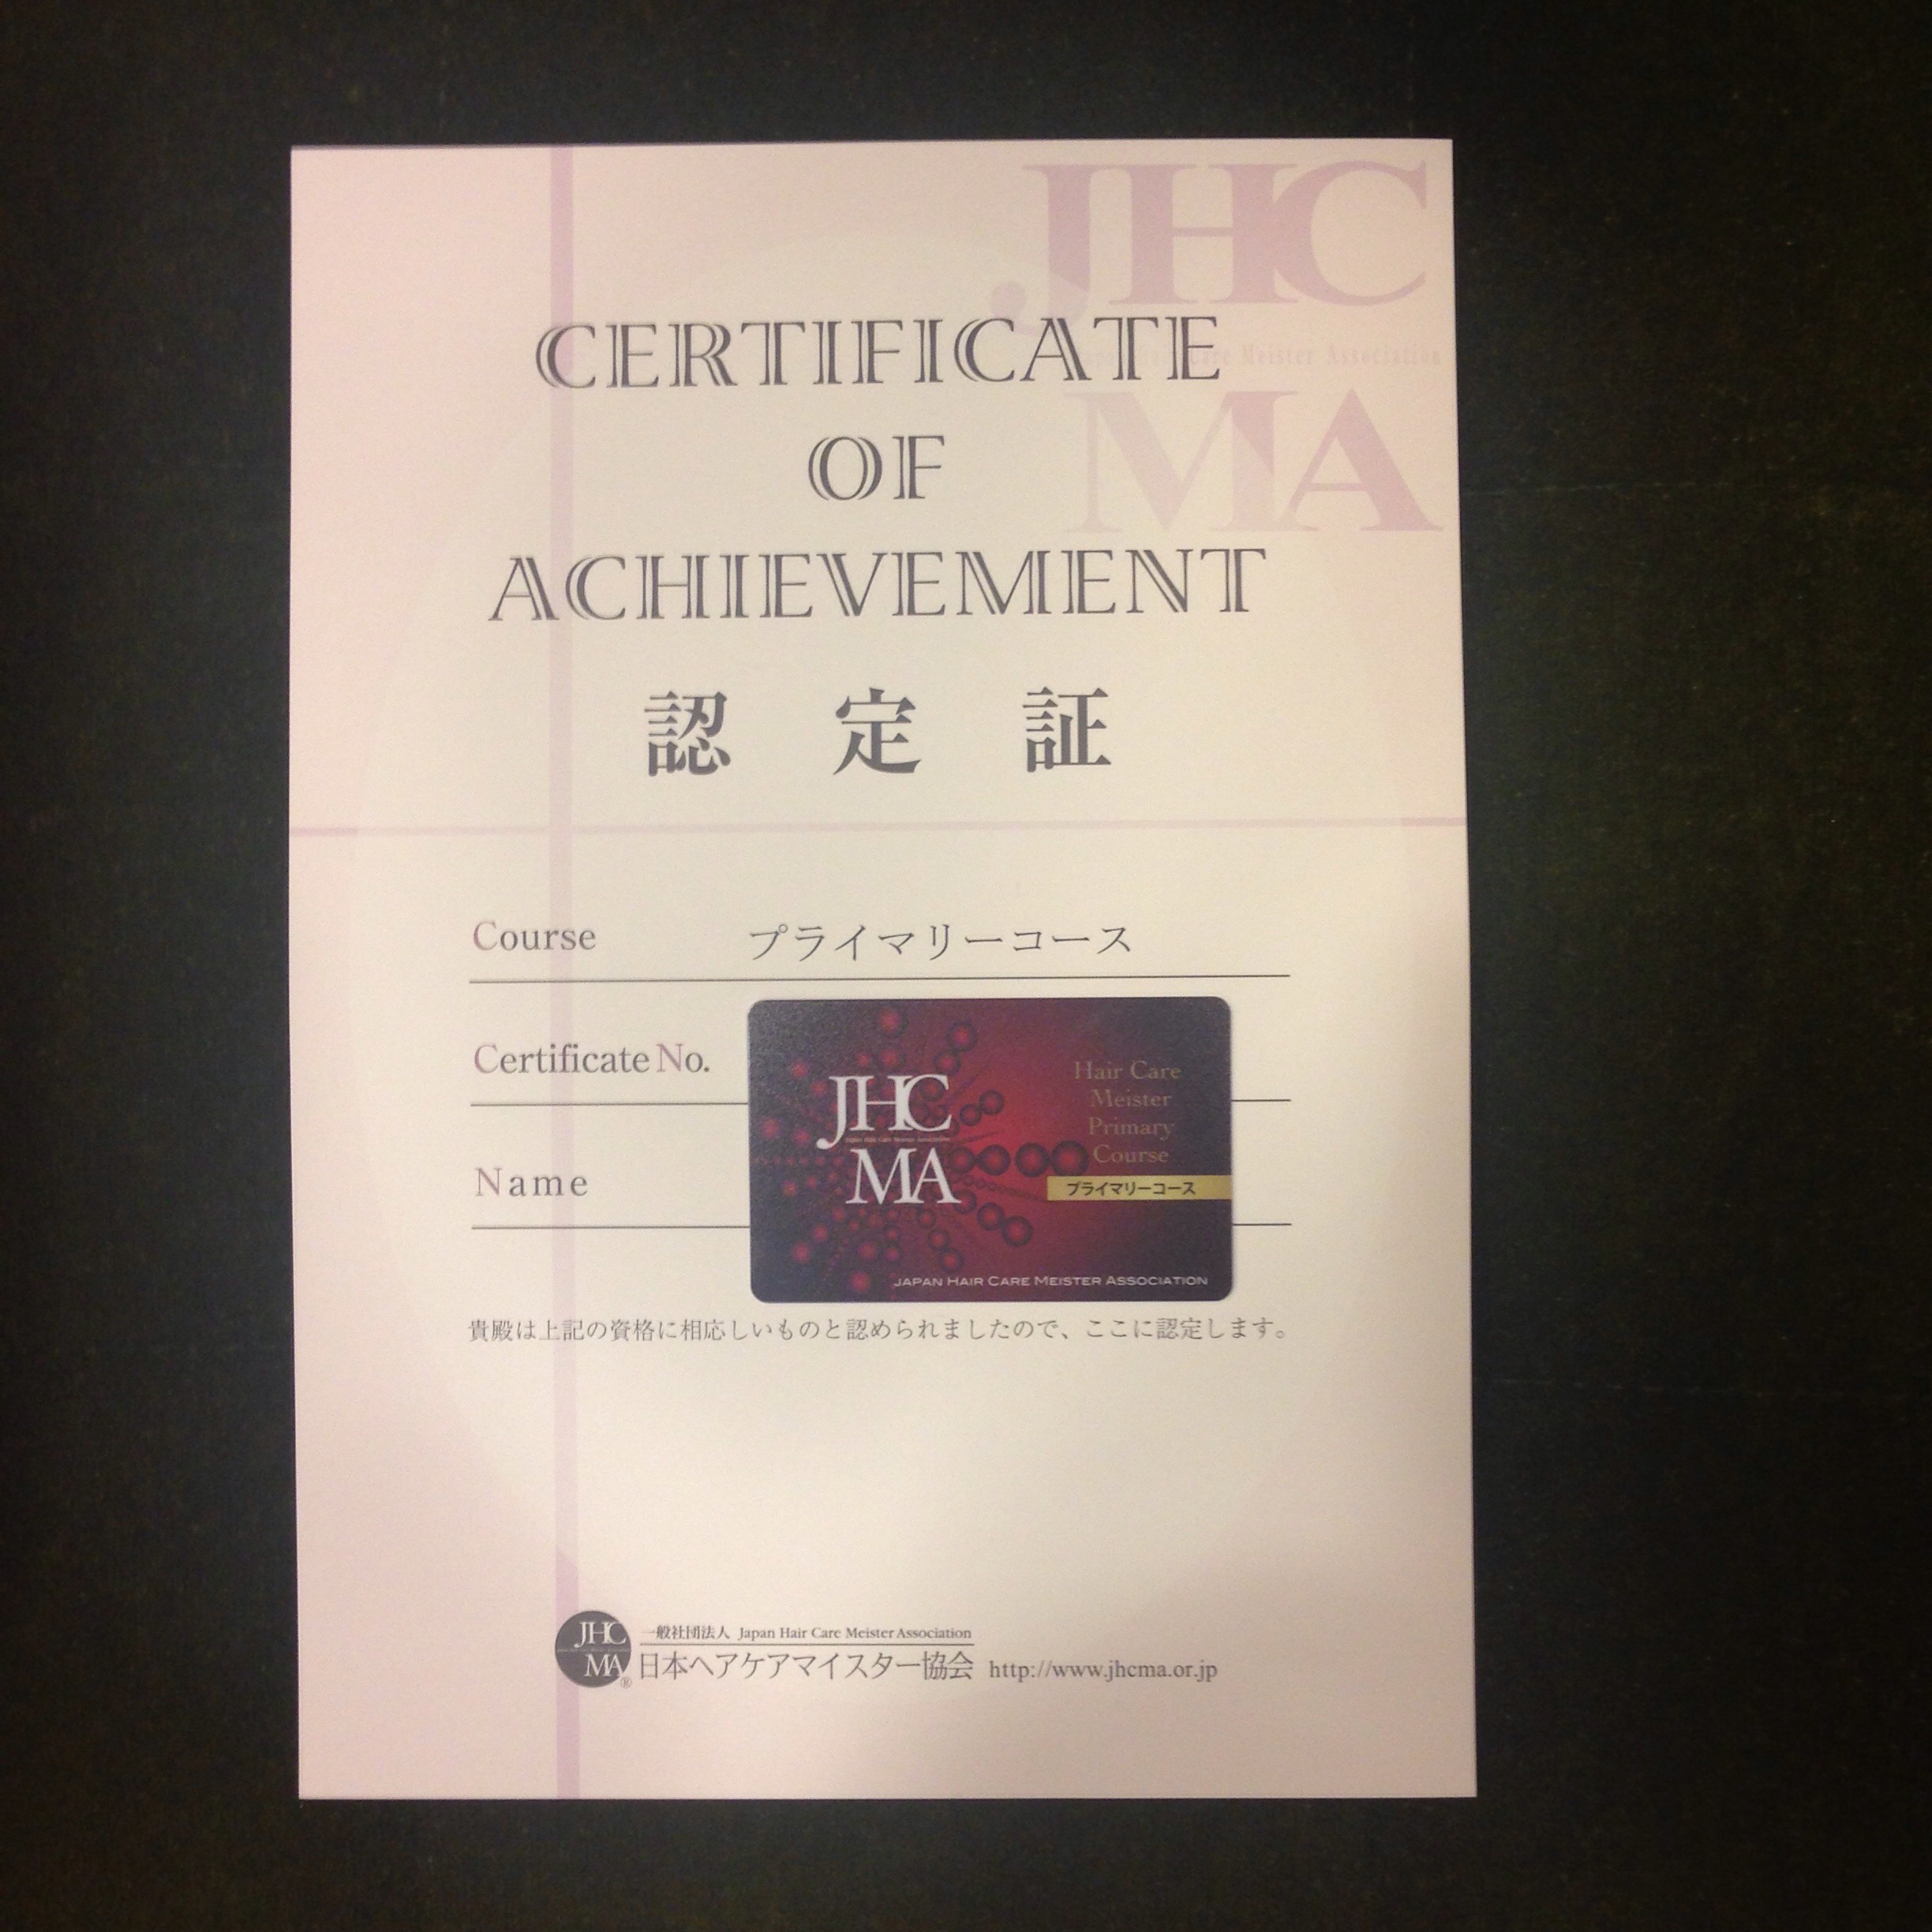 JHC
Japan Hair Care Meister Association
MA
CERTIFICATE
OF
ACHIEVEMENT
認定証
Course プライマリーコース
Certificate No.
Name
JHC
Japan Hair Care Meister Association
MA
Hair Care
Meister
Primary
Course
プライマリーコース
JAPAN HAIR CARE MEISTER ASSOCIATION
貴殿は上記の資格に相応しいものと認められましたので、ここに認定します。
JHC
MA®
一般社団法人 Japan Hair Care Meister Association
日本ヘアケアマイスター協会 http://www.jhcma.or.jp